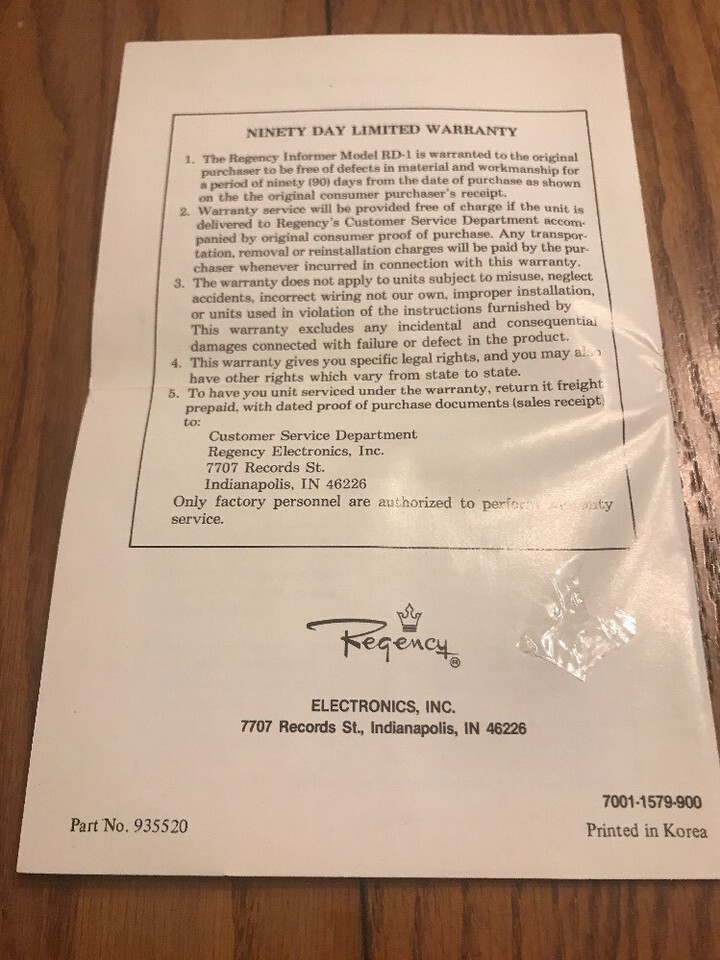 NINETY DAY LIMITED WARRANTY
1. The Regency Informer Model RD-1 is warranted to the original
purchaser to be free of defects in material and workmanship for
a period of ninety (90) days from the date of purchase as shown
on the the original consumer purchaser's receipt.
2. Warranty service will be provided free of charge if the unit is
delivered to Regency's Customer Service Department accom-
panied by original consumer proof of purchase. Any transpor-
tation, removal or reinstallation charges will be paid by the pur-
chaser whenever incurred in connection with this warranty.
3. The warranty does not apply to units subject to misuse, neglect
accidents, incorrect wiring not our own, improper installation,
or units used in violation of the instructions furnished by
This warranty excludes any incidental and consequential
damages connected with failure or defect in the product.
4. This warranty gives you specific legal rights, and you may also
have other rights which vary from state to state.
5. To have you unit serviced under the warranty, return it freight
prepaid, with dated proof of purchase documents (sales receipt)
to:
Customer Service Department
Regency Electronics, Inc.
7707 Records St.
Indianapolis, IN 46226
Only factory personnel are authorized to perform warranty
service.
Regency®
ELECTRONICS, INC.
7707 Records St., Indianapolis, IN 46226
7001-1579-900
Part No. 935520
Printed in Korea